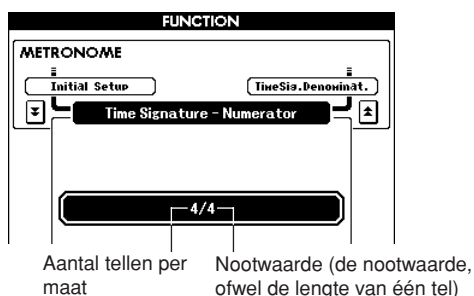 FUNCTION
METRONOME
Initial Setup
TimeSig.Denominat.
Time Signature - Numerator
4/4
Aantal tellen per
maat
Nootwaarde (de nootwaarde,
ofwel de lengte van één tel)